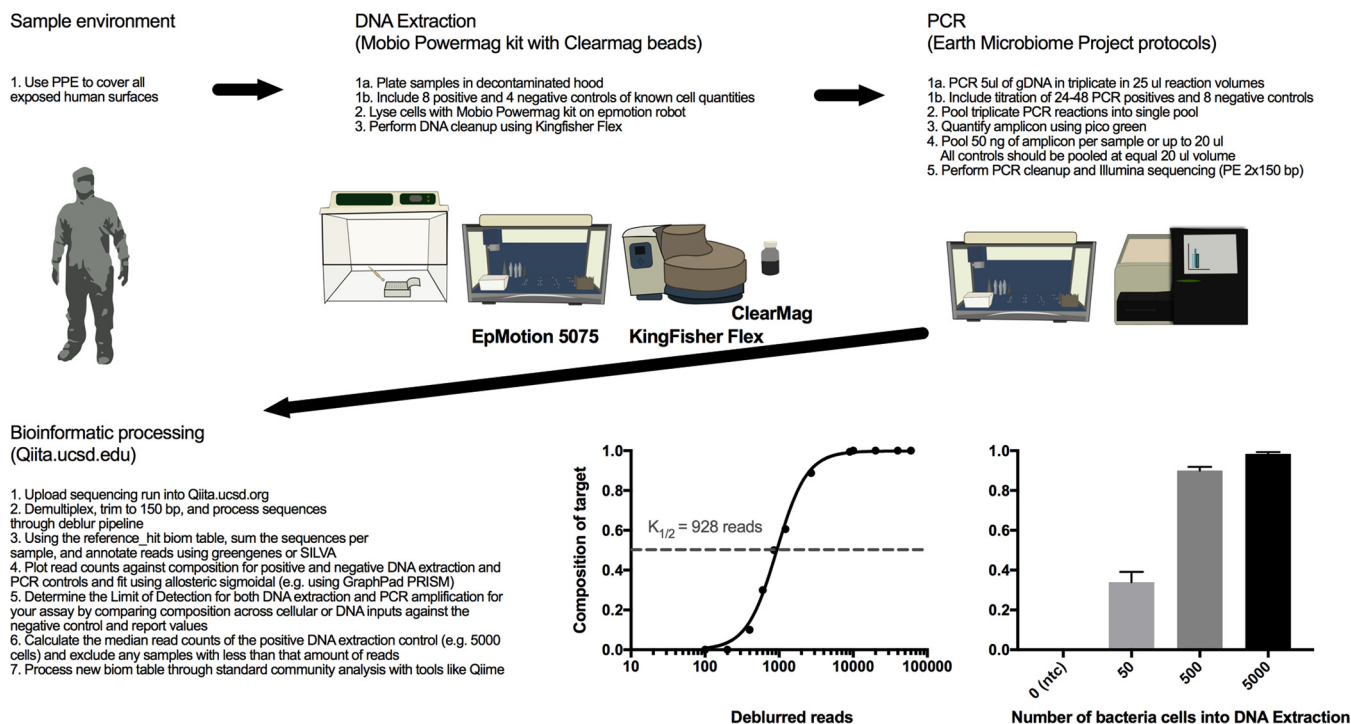 Sample environment
1. Use PPE to cover all
exposed human surfaces
DNA Extraction
(Mobio Powermag kit with Clearmag beads)
1a. Plate samples in decontaminated hood
1b. Include 8 positive and 4 negative controls of known cell quantities
2. Lyse cells with Mobio Powermag kit on epmotion robot
3. Perform DNA cleanup using Kingfisher Flex
PCR
(Earth Microbiome Project protocols)
1a. PCR 5ul of gDNA in triplicate in 25 ul reaction volumes
1b. Include titration of 24-48 PCR positives and 8 negative controls
2. Pool triplicate PCR reactions into single pool
3. Quantify amplicon using pico green
4. Pool 50 ng of amplicon per sample or up to 20 ul
All controls should be pooled at equal 20 ul volume
5. Perform PCR cleanup and Illumina sequencing (PE 2x150 bp)
ClearMag
EpMotion 5075
KingFisher Flex
Bioinformatic processing
(Qiita.ucsd.edu)
1. Upload sequencing run into Qiita.ucsd.org
2. Demultiplex, trim to 150 bp, and process sequences
through deblur pipeline
3. Using the reference_hit biom table, sum the sequences per
sample, and annotate reads using greengenes or SILVA
4. Plot read counts against composition for positive and negative DNA extraction and
PCR controls and fit using allosteric sigmoidal (e.g. using GraphPad PRISM)
5. Determine the Limit of Detection for both DNA extraction and PCR amplification for
your assay by comparing composition across cellular or DNA inputs against the
negative control and report values
6. Calculate the median read counts of the positive DNA extraction control (e.g. 5000
cells) and exclude any samples with less than that amount of reads
7. Process new biom table through standard community analysis with tools like Qiime
Composition of target
1.0
0.8
0.6
0.4
0.2
0.0
K1/2 = 928 reads
10
100
1000
10000
100000
Deblurred reads
1.0
0.8
0.6
0.4
0.2
0.0
0 (ntc)
50
500
5000
Number of bacteria cells into DNA Extraction